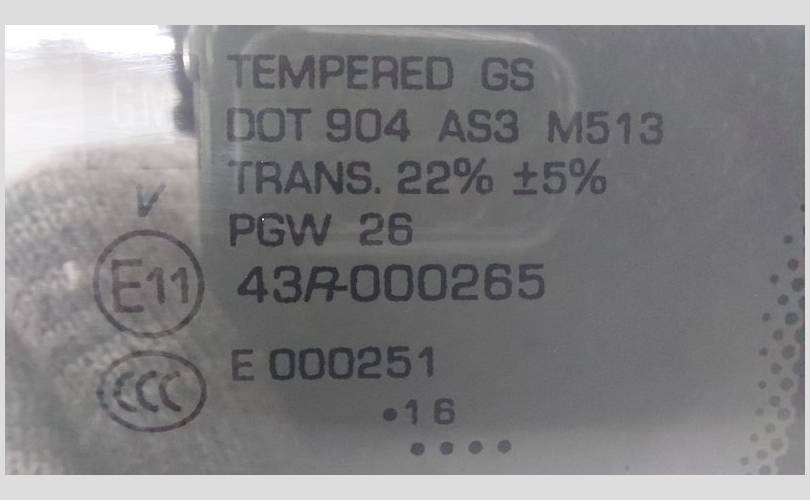 TEMPERED GS
DOT 904 AS3 M513
TRANS. 22% ±5%
V
PGW 26
E11 43R-000265
CCC E 000251
•16
••••